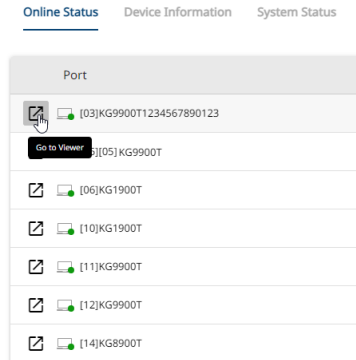 Online Status Device Information System Status
Port
[03]KG9900T1234567890123
Go to Viewer ][05] KG9900T
[06]KG1900T
[10]KG1900T
[11]KG9900T
[12]KG9900T
[14]KG8900T